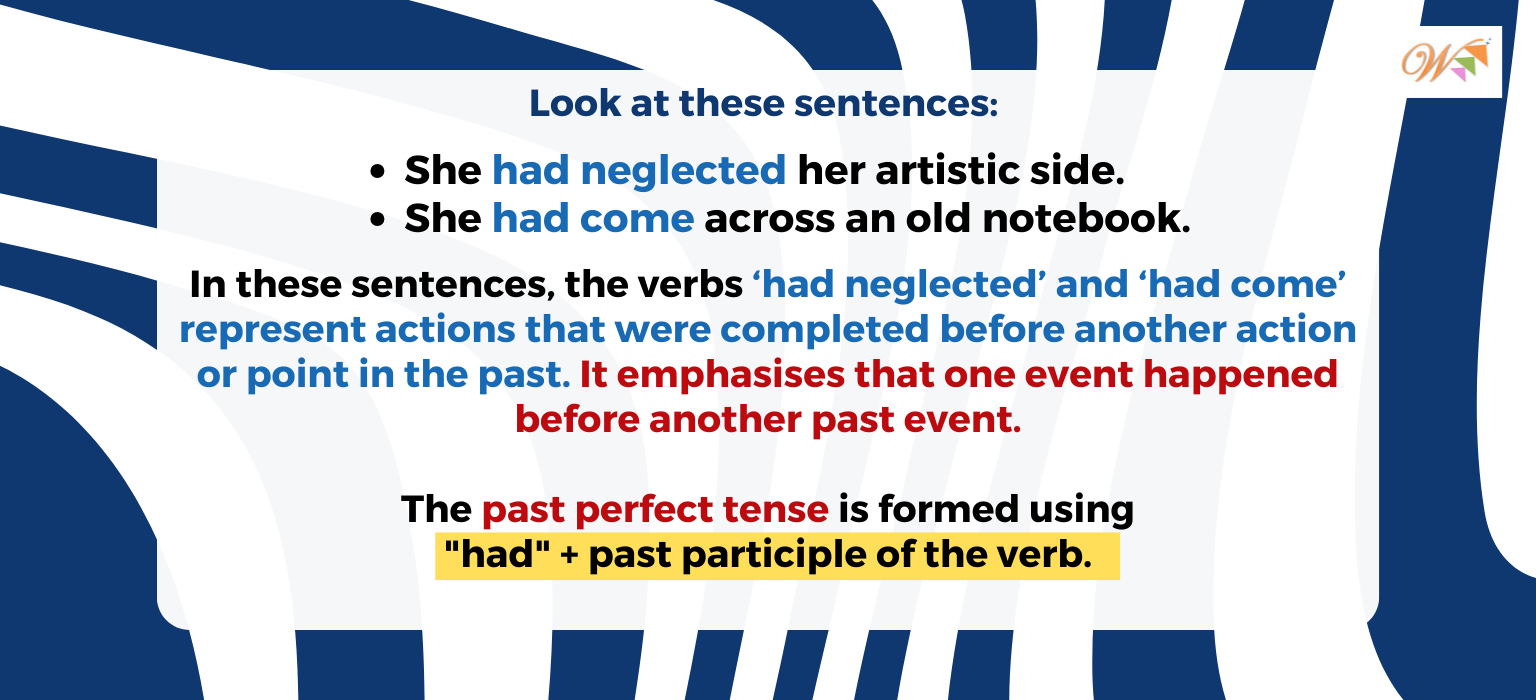 W
Look at these sentences:
• She had neglected her artistic side.
• She had come across an old notebook.
In these sentences, the verbs ‘had neglected’ and ‘had come’
represent actions that were completed before another action
or point in the past. It emphasises that one event happened
before another past event.
The past perfect tense is formed using
"had" + past participle of the verb.